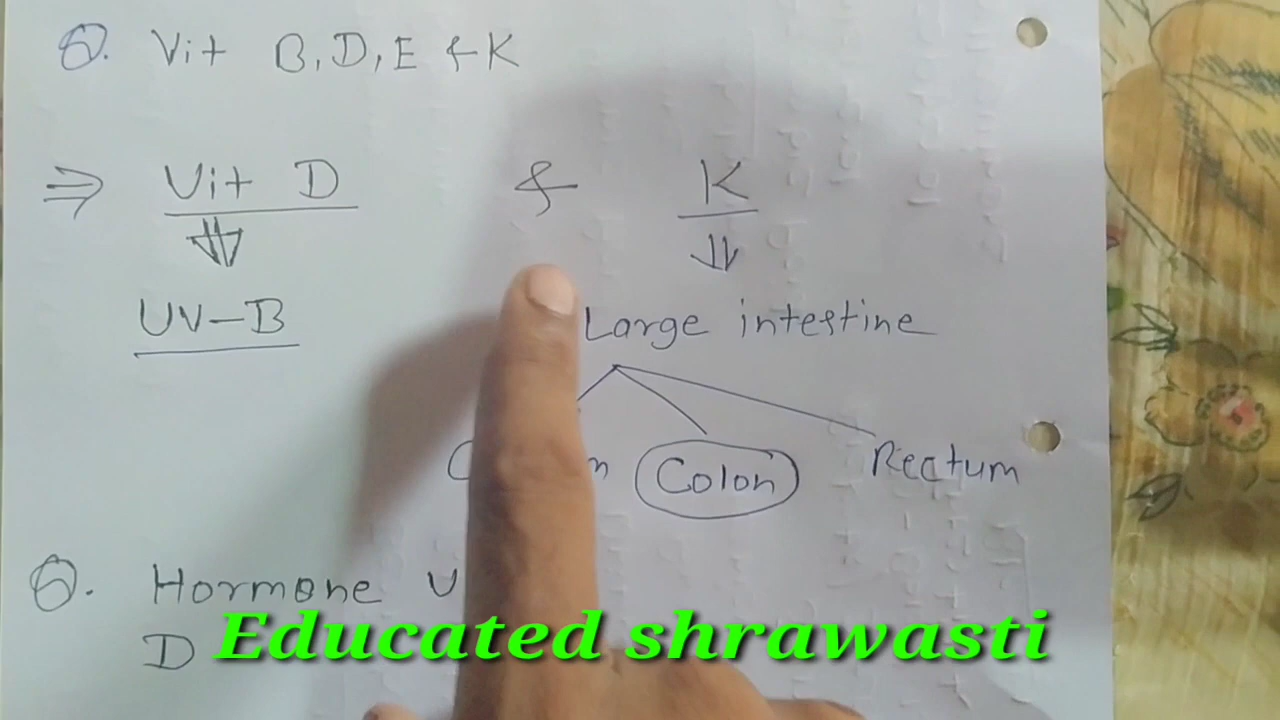 Q. Vit B, D, E & K
⇒ Vit D & K
UV-B Large intestine
Colon Rectum
Q. Hormone
D
Educated shrawasti